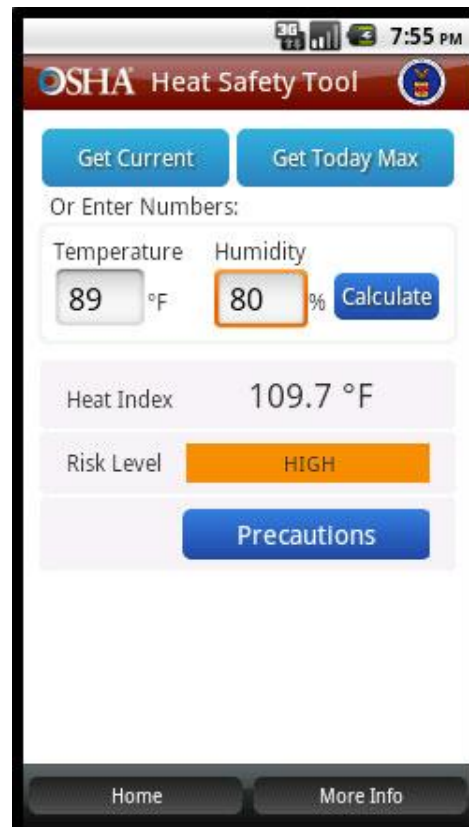 3G 7:55 PM
OSHA Heat Safety Tool
Get Current Get Today Max
Or Enter Numbers:
Temperature Humidity
89 °F 80 % Calculate
Heat Index 109.7 °F
Risk Level HIGH
Precautions
Home More Info